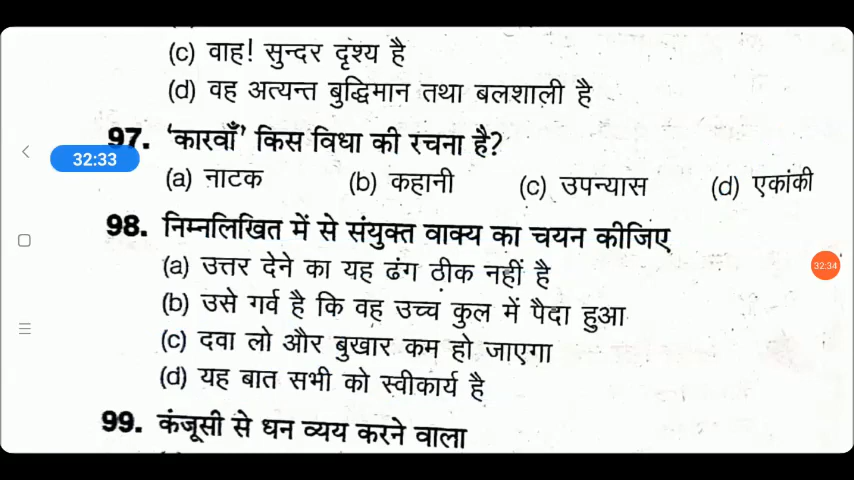 (c) वाह! सुन्दर दृश्य है
(d) वह अत्यन्त बुद्धिमान तथा बलशाली है
97. 'कारवाँ' किस विधा की रचना है?
32:33
(a) नाटक (b) कहानी (c) उपन्यास (d) एकांकी
98. निम्नलिखित में से संयुक्त वाक्य का चयन कीजिए
(a) उत्तर देने का यह ढंग ठीक नहीं है
32:34
(b) उसे गर्व है कि वह उच्च कुल में पैदा हुआ
(c) दवा लो और बुखार कम हो जाएगा
(d) यह बात सभी को स्वीकार्य है
99. कंजूसी से धन व्यय करने वाला